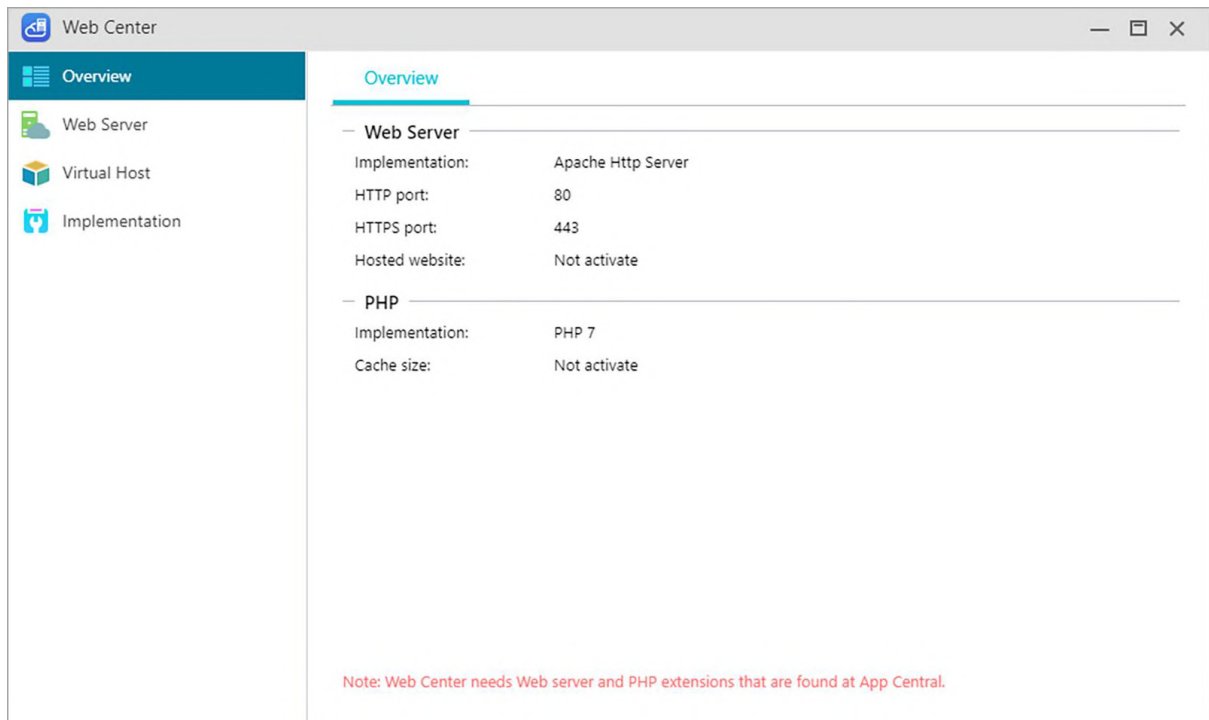 Web Center
Overview
Web Server
Virtual Host
Implementation
Overview
Web Server
Implementation: Apache Http Server
HTTP port: 80
HTTPS port: 443
Hosted website: Not activate
PHP
Implementation: PHP 7
Cache size: Not activate
Note: Web Center needs Web server and PHP extensions that are found at App Central.